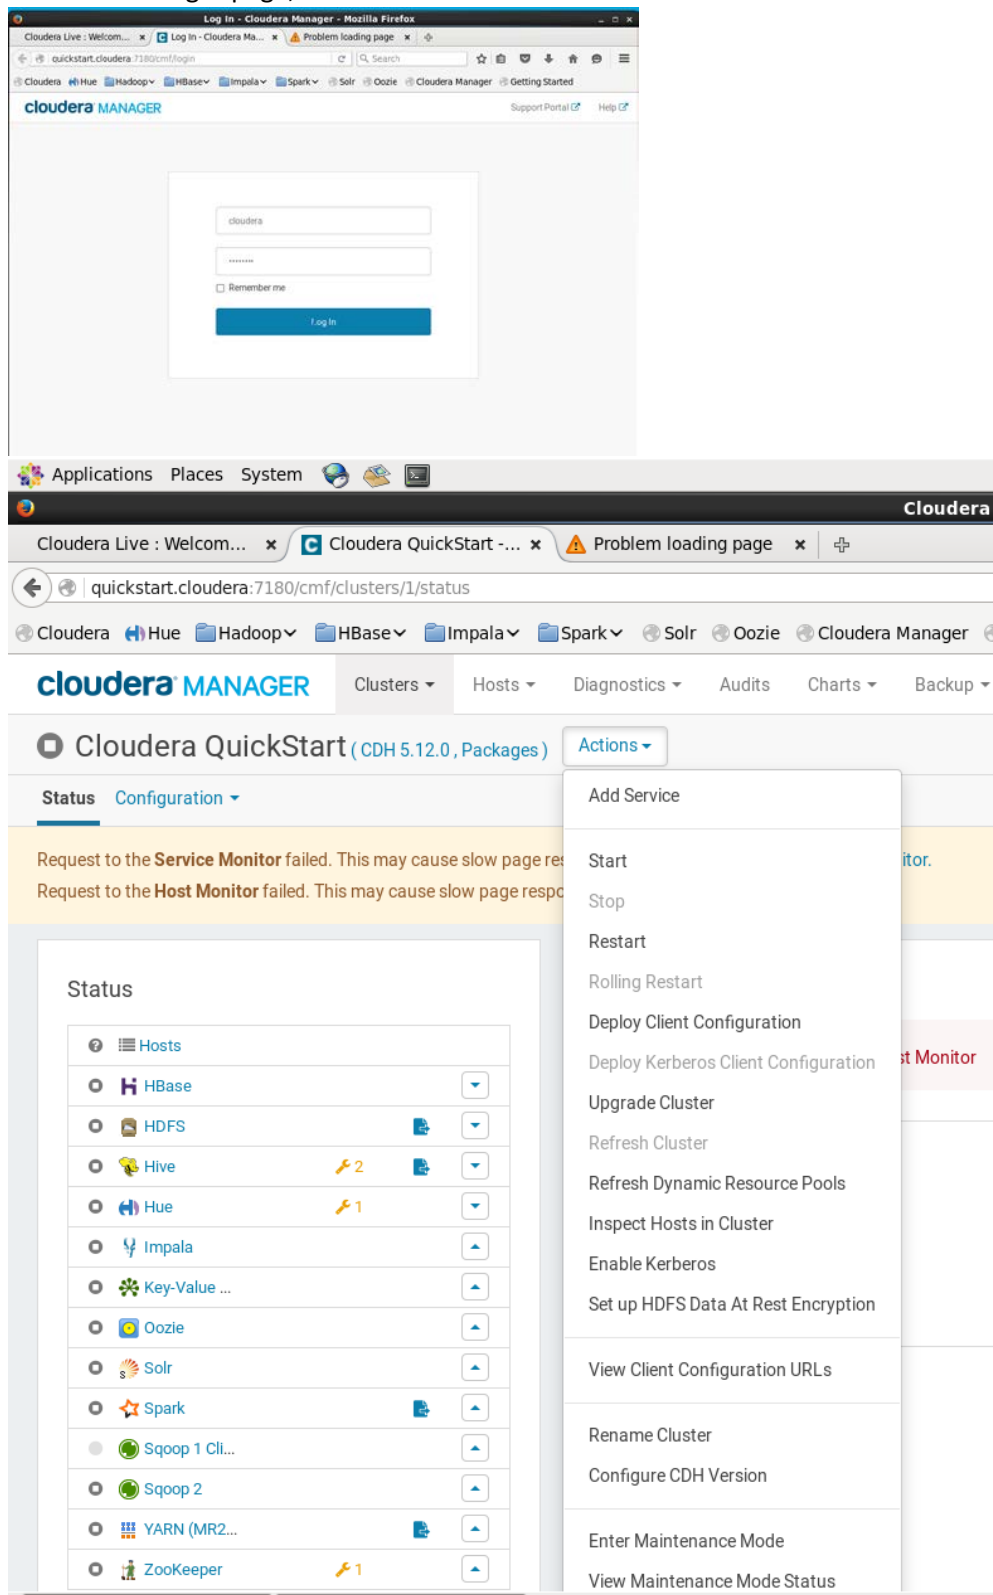 Log In - Cloudera Manager - Mozilla Firefox
Cloudera Live : Welcom... Log In - Cloudera Ma... Problem loading page
quickstart.cloudera:7180/cmf/login Search
Cloudera Hue Hadoop HBase Impala Spark Solr Oozie Cloudera Manager Getting Started
cloudera MANAGER Support Portal Help
cloudera
••••••••
Remember me
Log In
Applications Places System
Cloudera
Cloudera Live : Welcom... Cloudera QuickStart -... Problem loading page
quickstart.cloudera:7180/cmf/clusters/1/status
Cloudera Hue Hadoop HBase Impala Spark Solr Oozie Cloudera Manager
cloudera MANAGER Clusters Hosts Diagnostics Audits Charts Backup
Cloudera QuickStart ( CDH 5.12.0 , Packages ) Actions
Status Configuration
Add Service
Request to the Service Monitor failed. This may cause slow page res
itor.
Request to the Host Monitor failed. This may cause slow page respo
Start
Stop
Restart
Rolling Restart
Deploy Client Configuration
Deploy Kerberos Client Configuration
st Monitor
Upgrade Cluster
Refresh Cluster
Refresh Dynamic Resource Pools
Inspect Hosts in Cluster
Enable Kerberos
Set up HDFS Data At Rest Encryption
View Client Configuration URLs
Rename Cluster
Configure CDH Version
Enter Maintenance Mode
View Maintenance Mode Status
Status
Hosts
HBase
HDFS
Hive 2
Hue 1
Impala
Key-Value ...
Oozie
Solr
Spark
Sqoop 1 Cli...
Sqoop 2
YARN (MR2...
ZooKeeper 1